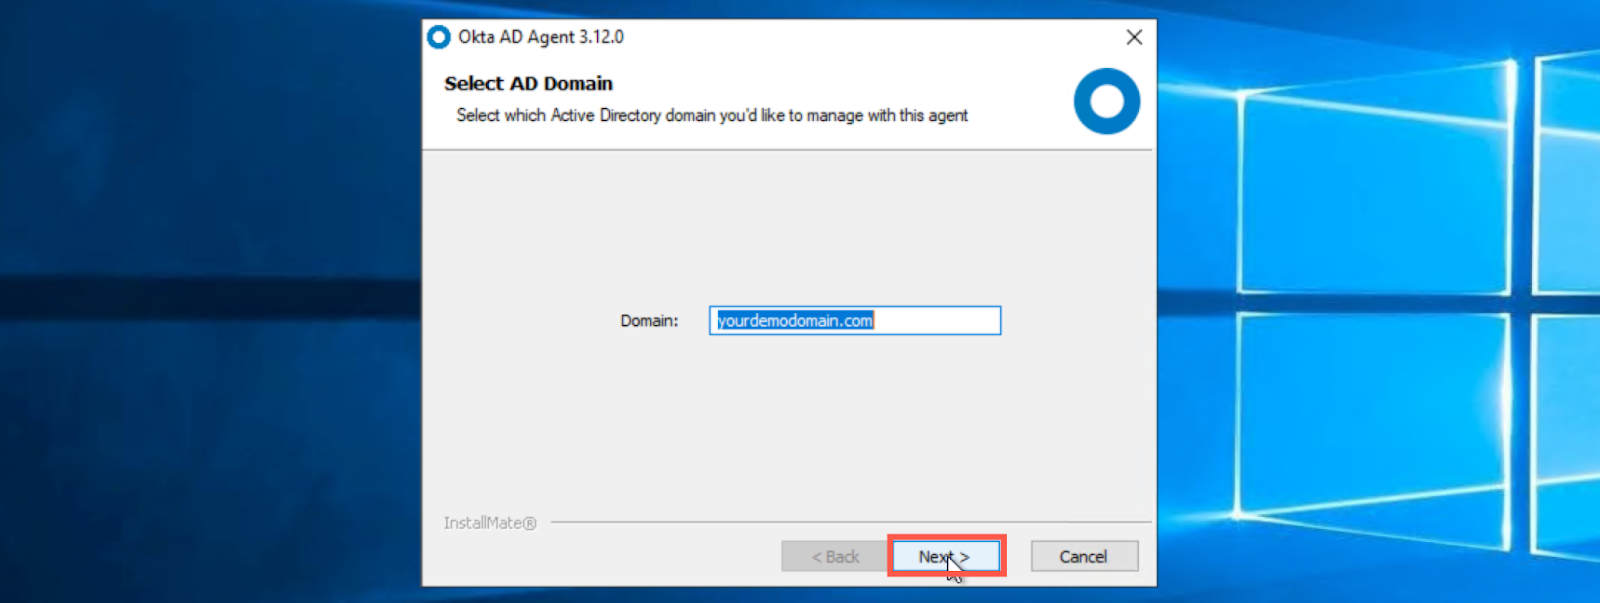 Okta AD Agent 3.12.0
Select AD Domain
Select which Active Directory domain you'd like to manage with this agent
Domain: yourdemodomain.com
InstallMate®
< Back Next > Cancel